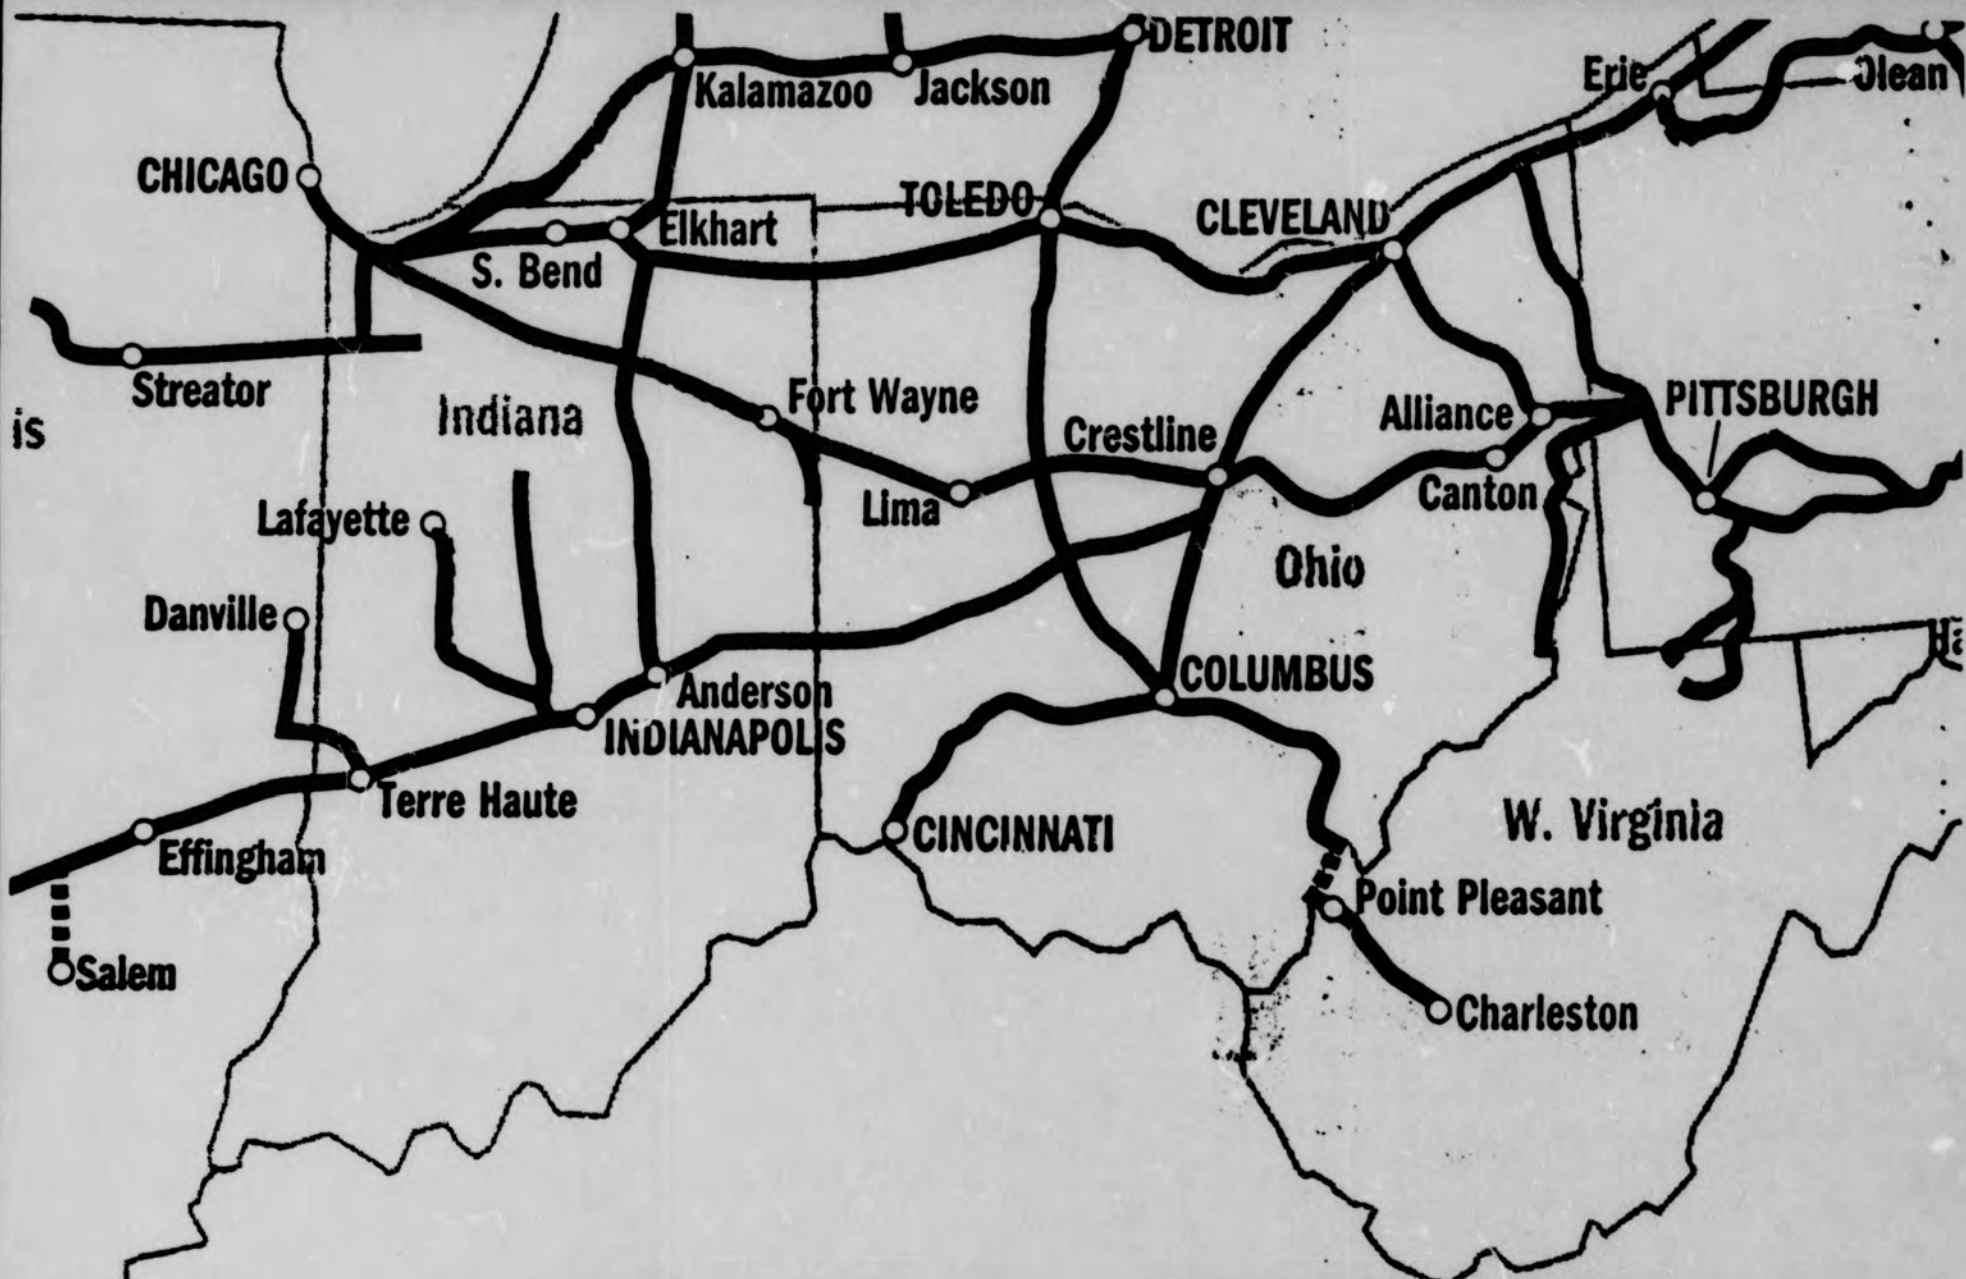 DETROIT
Erie
Olean
Kalamazoo
Jackson
CHICAGO
TOLEDO
CLEVELAND
Elkhart
S. Bend
Streator
is
Indiana
Fort Wayne
Alliance
PITTSBURGH
Crestline
Lima
Canton
Lafayette
Ohio
Danville
COLUMBUS
Anderson
INDIANAPOLIS
Terre Haute
Effingham
CINCINNATI
W. Virginia
Point Pleasant
Salem
Charleston